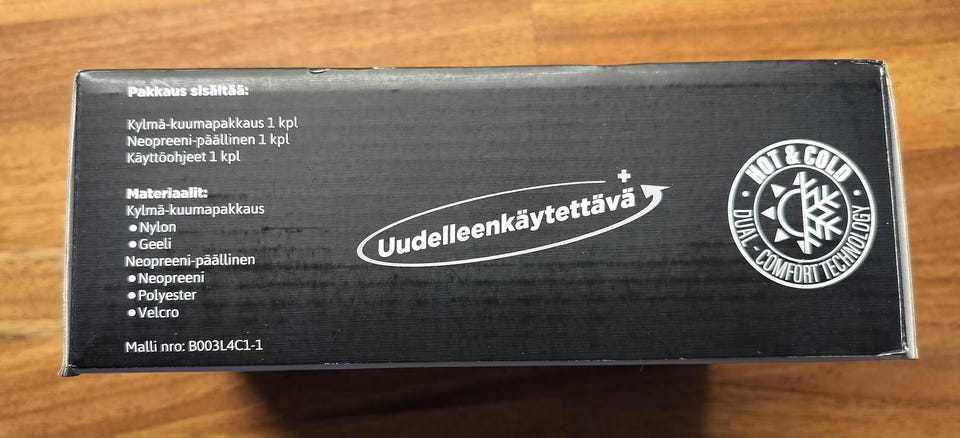 Pakkaus sisältää:
Kylmä-kuumapakkaus 1 kpl
Neopreeni-päällinen 1 kpl
Käyttöohjeet 1 kpl
Materiaalit:
Kylmä-kuumapakkaus
•Nylon
•Geeli
Neopreeni-päällinen
•Neopreeni
•Polyester
•Velcro
Malli nro: B003L4C1-1
+
Uudelleenkäytettävä
• HOT & COLD •
DUAL - COMFORT TECHNOLOGY